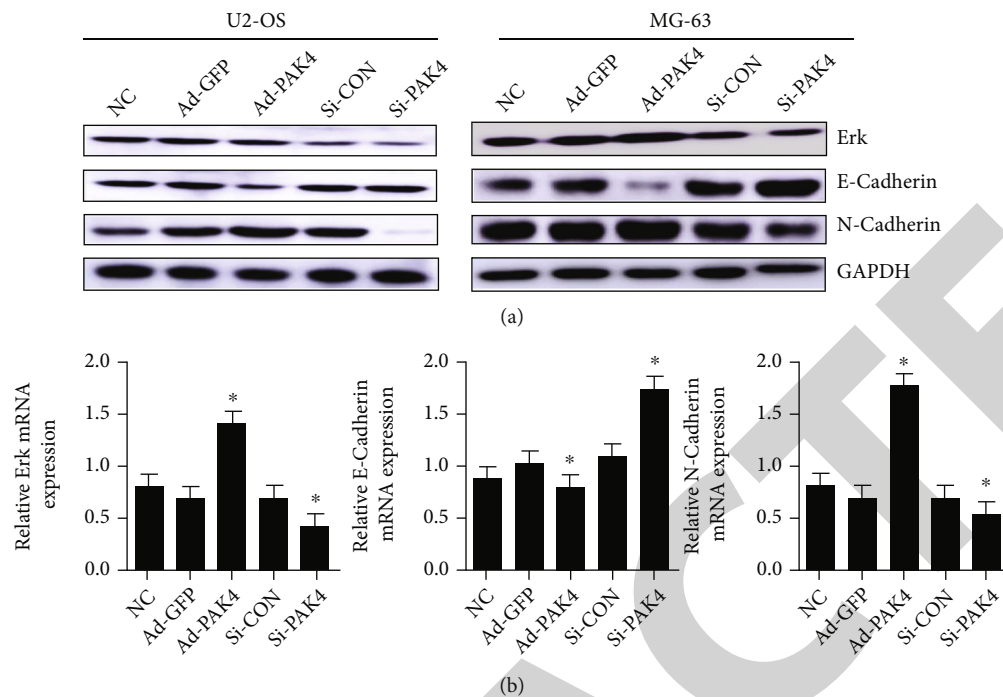 U2-OS
MG-63
NC
Ad-GFP
Ad-PAK4
Si-CON
Si-PAK4
NC
Ad-GFP
Ad-PAK4
Si-CON
Si-PAK4
Erk
E-Cadherin
N-Cadherin
GAPDH
(a)
Relative Erk mRNA
expression
2.0
1.5
1.0
0.5
0.0
*
*
NC
Ad-GFP
Ad-PAK4
Si-CON
Si-PAK4
Relative E-Cadherin
mRNA expression
2.0
1.5
1.0
0.5
0.0
*
*
NC
Ad-GFP
Ad-PAK4
Si-CON
Si-PAK4
Relative N-Cadherin
mRNA expression
2.0
1.5
1.0
0.5
0.0
*
*
NC
Ad-GFP
Ad-PAK4
Si-CON
Si-PAK4
(b)